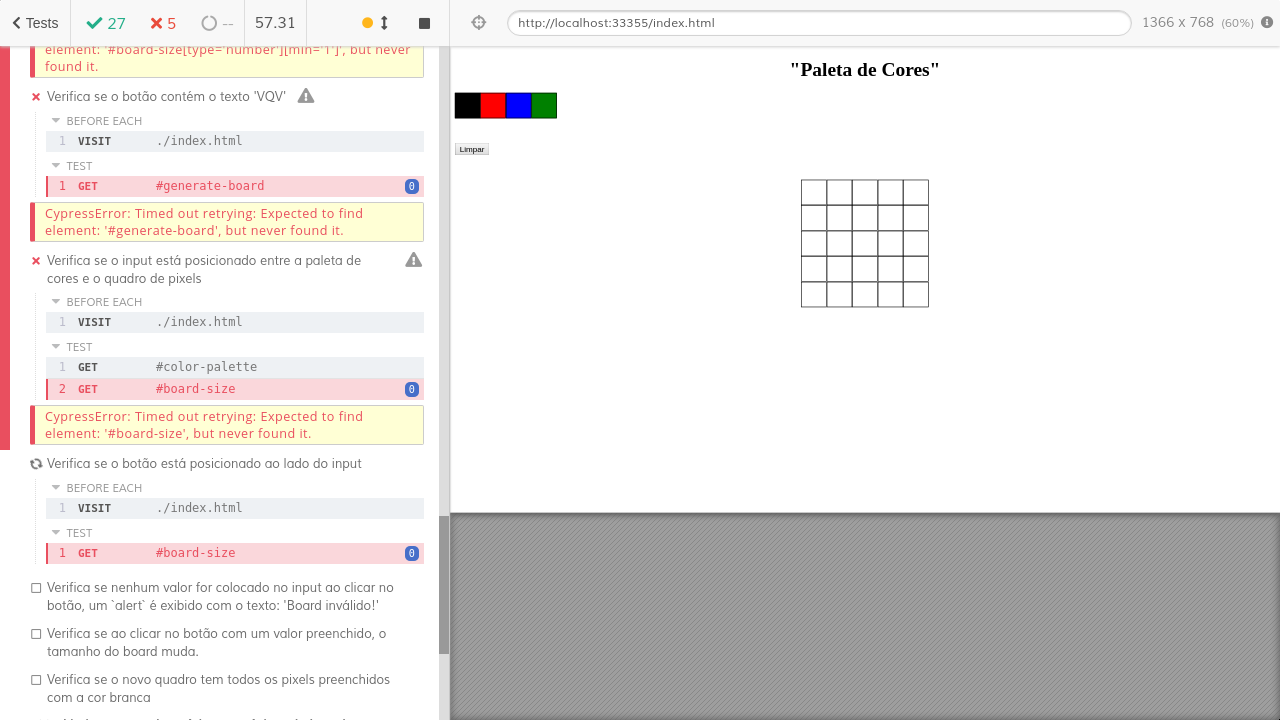 Tests 27 5 -- 57.31
http://localhost:33355/index.html 1366 x 768 (60%)
element: '#board-size[type='number'][min='1']', but never
found it.
Verifica se o botão contém o texto 'VQV'
BEFORE EACH
1 VISIT ./index.html
TEST
1 GET #generate-board 0
CypressError: Timed out retrying: Expected to find
element: '#generate-board', but never found it.
Verifica se o input está posicionado entre a paleta de
cores e o quadro de pixels
BEFORE EACH
1 VISIT ./index.html
TEST
1 GET #color-palette
2 GET #board-size 0
CypressError: Timed out retrying: Expected to find
element: '#board-size', but never found it.
Verifica se o botão está posicionado ao lado do input
BEFORE EACH
1 VISIT ./index.html
TEST
1 GET #board-size 0
Verifica se nenhum valor for colocado no input ao clicar no
botão, um `alert` é exibido com o texto: 'Board inválido!'
Verifica se ao clicar no botão com um valor preenchido, o
tamanho do board muda.
Verifica se o novo quadro tem todos os pixels preenchidos
com a cor branca
"Paleta de Cores"
Limpar